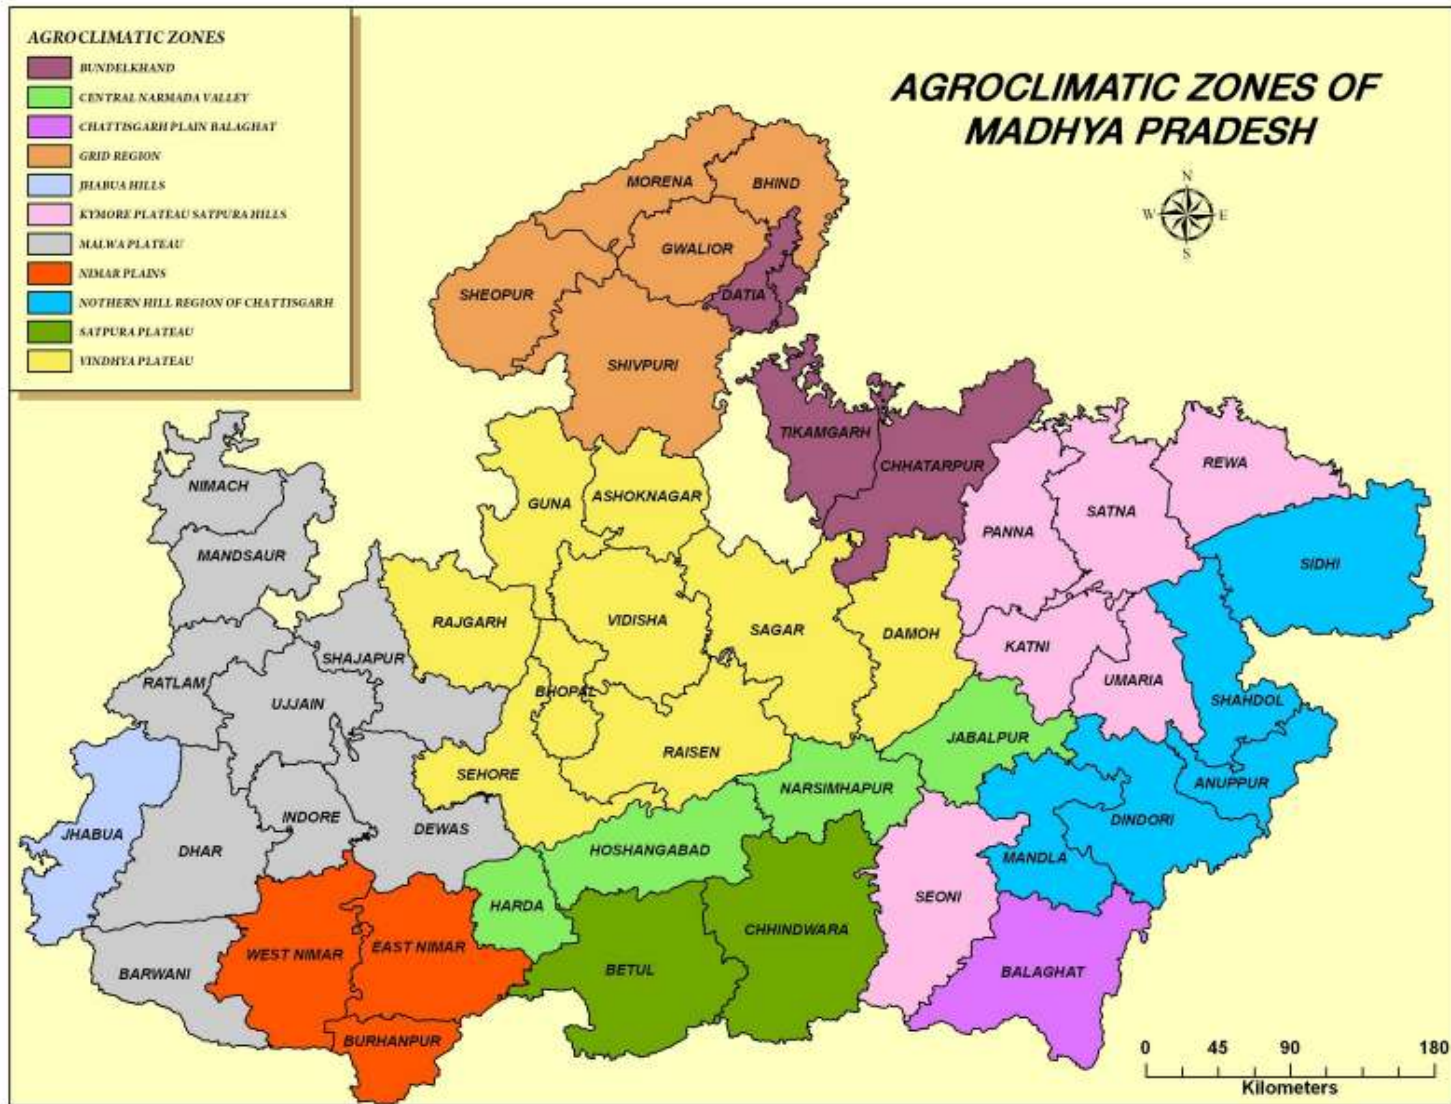 AGROCLIMATIC ZONES
BUNDELKHAND
CENTRAL NARMADA VALLEY
CHATTISGARH PLAIN BALAGHAT
GRID REGION
JHABUA HILLS
KYMORE PLATEAU SATPURA HILLS
MALWA PLATEAU
NIMAR PLAINS
NOTHERN HILL REGION OF CHATTISGARH
SATPURA PLATEAU
VINDHYA PLATEAU
AGROCLIMATIC ZONES OF
MADHYA PRADESH
N
W E
S
MORENA
BHIND
GWALIOR
SHEOPUR
DATIA
SHIVPURI
TIKAMGARH
CHHATARPUR
REWA
NIMACH
GUNA
ASHOKNAGAR
PANNA
SATNA
MANDSAUR
SIDHI
RAJGARH
VIDISHA
SAGAR
DAMOH
KATNI
SHAJAPUR
RATLAM
UJJAIN
BHOPAL
UMARIA
SHAHDOL
JABALPUR
RAISEN
SEHORE
NARSIMHAPUR
ANUPPUR
INDORE
DEWAS
DINDORI
JHABUA
DHAR
HOSHANGABAD
MANDLA
SEONI
HARDA
CHHINDWARA
WEST NIMAR
EAST NIMAR
BARWANI
BETUL
BALAGHAT
BURHANPUR
0 45 90 180
Kilometers